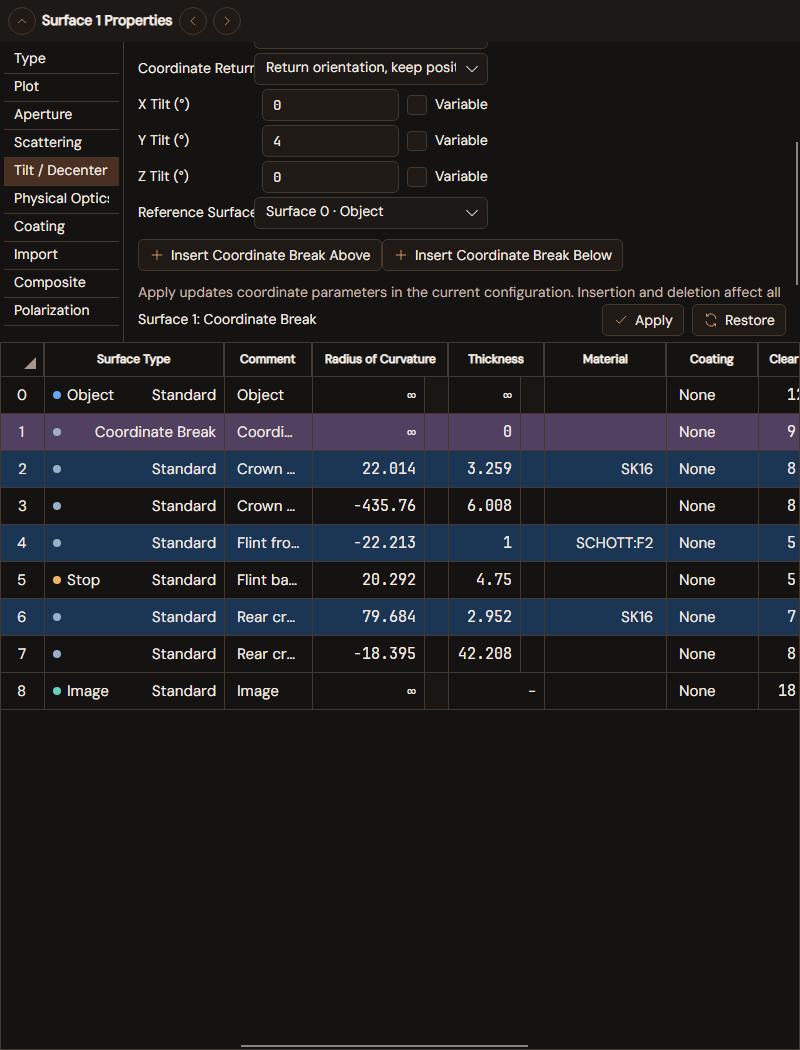 Surface 1 Properties
Type
Plot
Aperture
Scattering
Tilt / Decenter
Physical Optics
Coating
Import
Composite
Polarization
Coordinate Return Return orientation, keep posit
X Tilt (°) 0 Variable
Y Tilt (°) 4 Variable
Z Tilt (°) 0 Variable
Reference Surface Surface 0 · Object
Insert Coordinate Break Above Insert Coordinate Break Below
Apply updates coordinate parameters in the current configuration. Insertion and deletion affect all
Surface 1: Coordinate Break Apply Restore
Surface Type Comment Radius of Curvature Thickness Material Coating Clear
0 Object Standard Object ∞ ∞ None 12
1 Coordinate Break Coordi... ∞ 0 None 9
2 Standard Crown ... 22.014 3.259 SK16 None 8
3 Standard Crown ... -435.76 6.008 None 8
4 Standard Flint fro... -22.213 1 SCHOTT:F2 None 5
5 Stop Standard Flint ba... 20.292 4.75 None 5
6 Standard Rear cr... 79.684 2.952 SK16 None 7
7 Standard Rear cr... -18.395 42.208 None 8
8 Image Standard Image ∞ - None 18